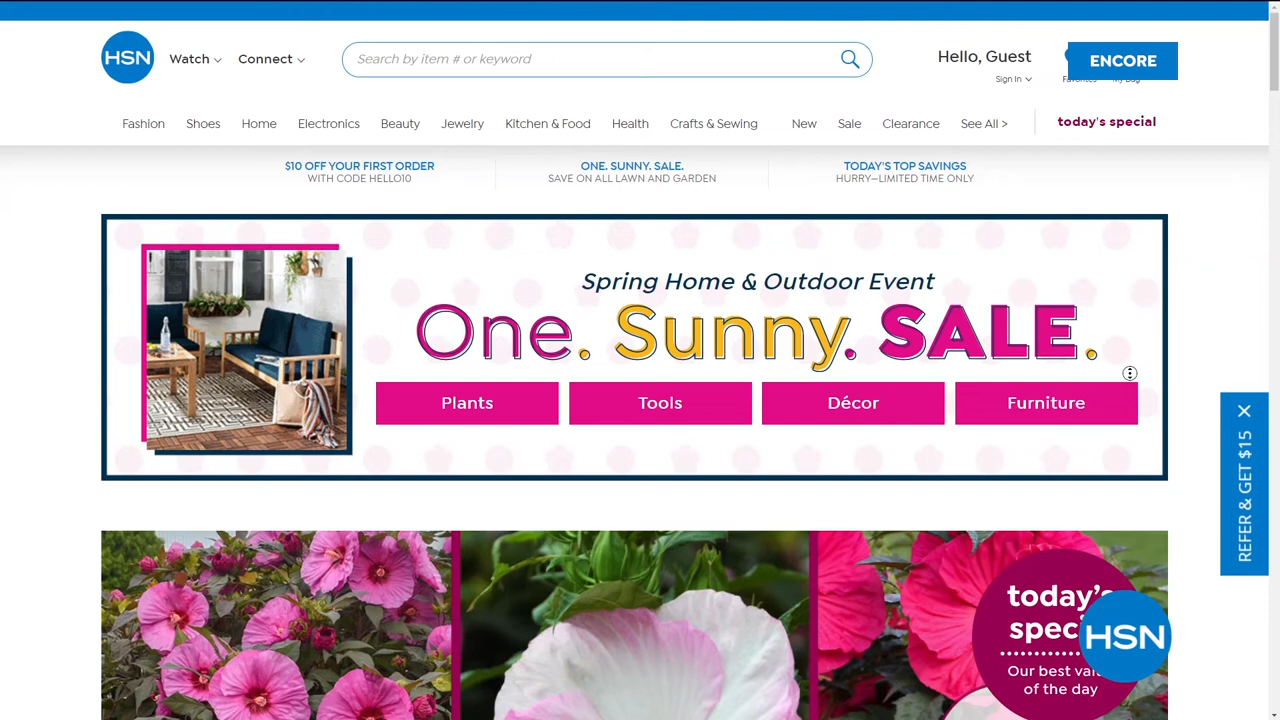 HSN
Watch
Connect
Search by item # or keyword
Hello, Guest
Sign In
ENCORE
Fashion
Shoes
Home
Electronics
Beauty
Jewelry
Kitchen & Food
Health
Crafts & Sewing
New
Sale
Clearance
See All >
today's special
$10 OFF YOUR FIRST ORDER
WITH CODE HELLO10
ONE. SUNNY. SALE.
SAVE ON ALL LAWN AND GARDEN
TODAY'S TOP SAVINGS
HURRY—LIMITED TIME ONLY
Spring Home & Outdoor Event
One. Sunny. SALE.
Plants
Tools
Décor
Furniture
REFER & GET $15
today's
HSN
Our best
of the day